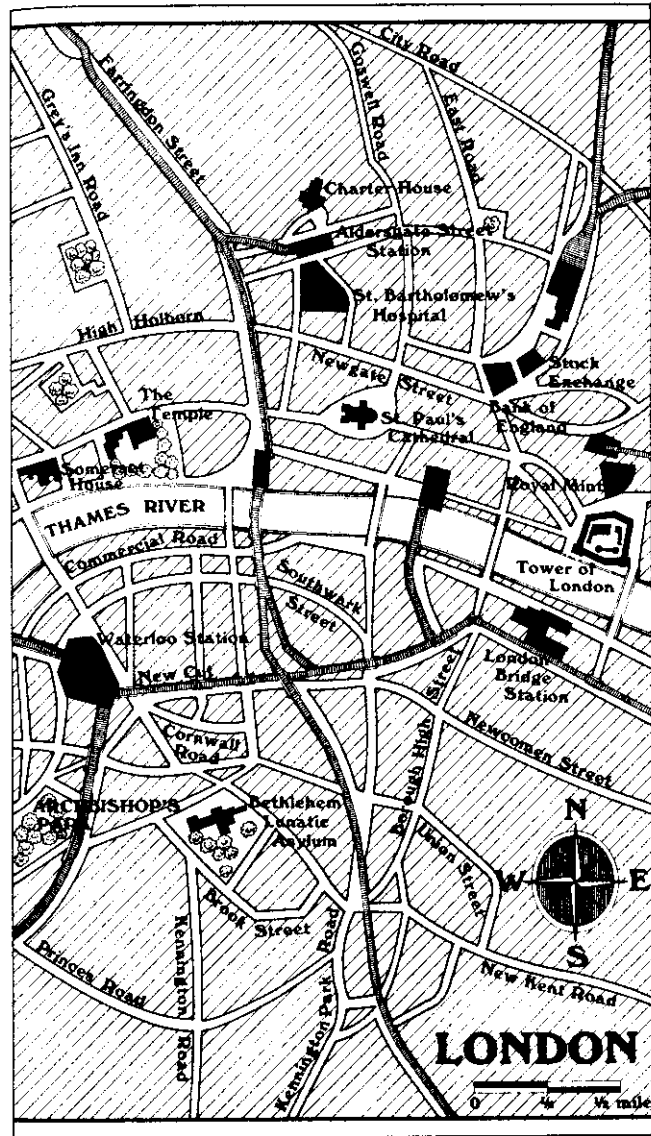 City Road
Goswell Road
East Road
Farringdon Street
Grey's Inn Road
Charter House
Aldersgate Street
Station
St. Bartholomew's
Hospital
High Holborn
Newgate Street
Stock
Exchange
The
Temple
St. Paul's
Cathedral
Bank of
England
Somerset
House
Royal Mint
THAMES RIVER
Commercial Road
Tower of
London
Southwark
Street
Waterloo Station
New Cut
London
Bridge
Station
Borough High Street
Newcomen Street
Cornwall
Road
ARCHBISHOP'S
PARK
Bethlehem
Lunatic
Asylum
Union Street
N
W
E
S
Brook
Street
Princes Road
Kennington Road
Kennington Park Road
New Kent Road
LONDON
0 ¼ ½ mile